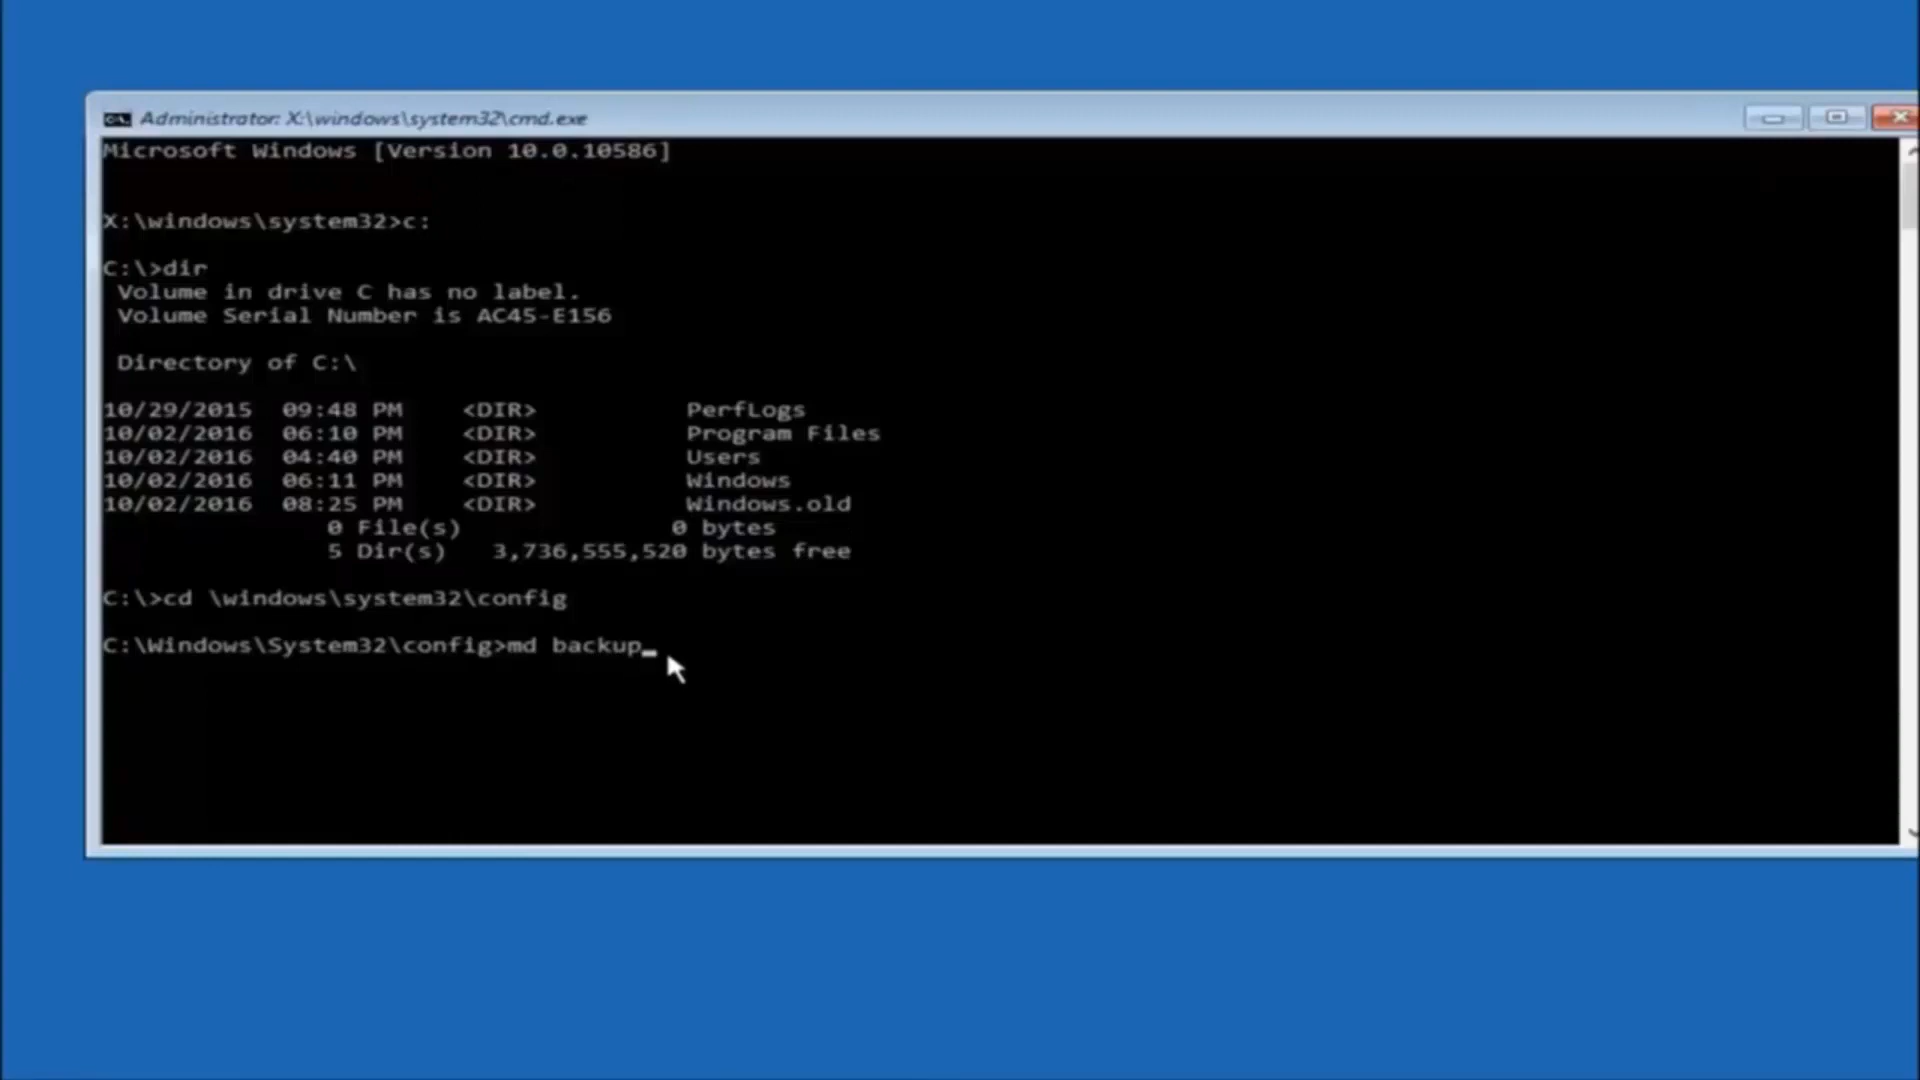 Administrator: X:\windows\system32\cmd.exe
Microsoft Windows [Version 10.0.10586]
X:\windows\system32>c:
C:\>dir
Volume in drive C has no label.
Volume Serial Number is AC45-E156
Directory of C:\
10/29/2015 09:48 PM <DIR> PerfLogs
10/02/2016 06:10 PM <DIR> Program Files
10/02/2016 04:40 PM <DIR> Users
10/02/2016 06:11 PM <DIR> Windows
10/02/2016 08:25 PM <DIR> Windows.old
0 File(s) 0 bytes
5 Dir(s) 3,736,555,520 bytes free
C:\>cd \windows\system32\config
C:\Windows\System32\config>md backup_